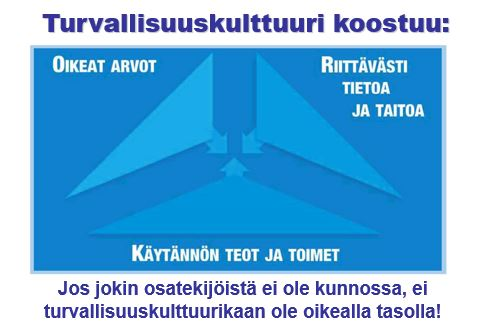 Turvallisuuskulttuuri koostuu:
OIKEAT ARVOT
RIITTÄVÄSTI
TIETOA
JA TAITOA
KÄYTÄNNÖN TEOT JA TOIMET
Jos jokin osatekijöistä ei ole kunnossa, ei
turvallisuuskulttuurikaan ole oikealla tasolla!